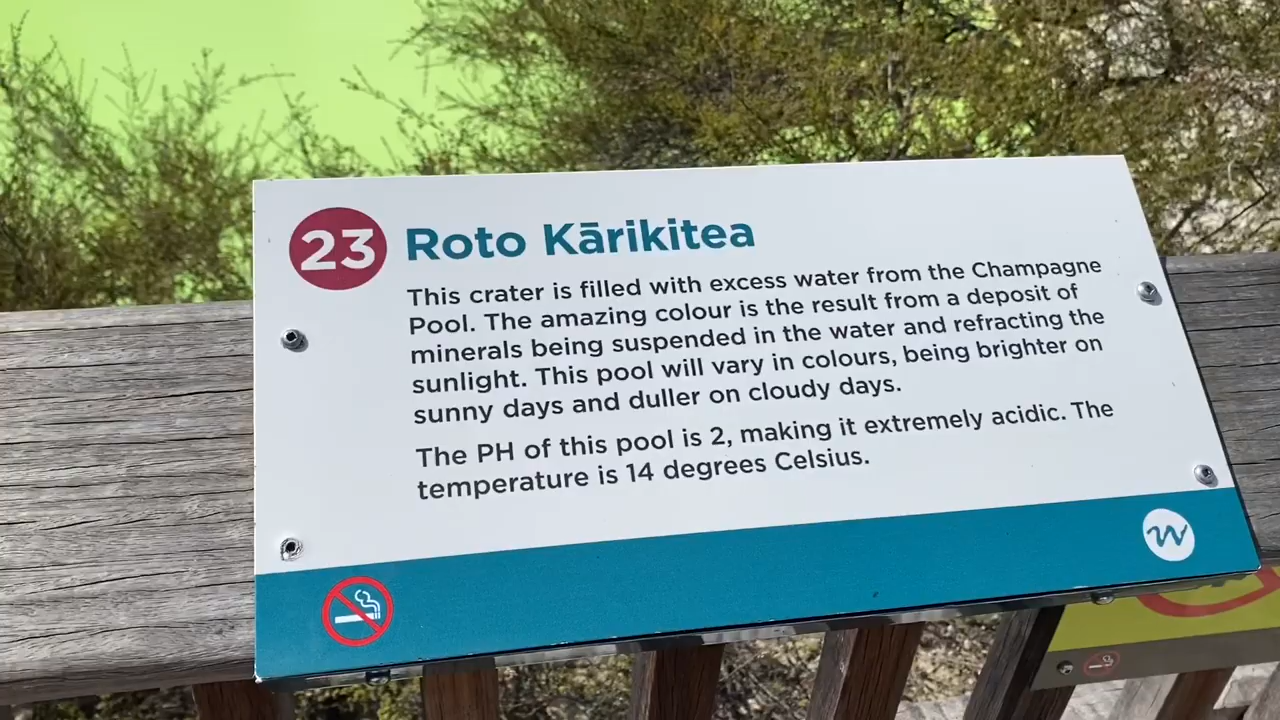 23 Roto Kārikitea
This crater is filled with excess water from the Champagne
Pool. The amazing colour is the result from a deposit of
minerals being suspended in the water and refracting the
sunlight. This pool will vary in colours, being brighter on
sunny days and duller on cloudy days.
The PH of this pool is 2, making it extremely acidic. The
temperature is 14 degrees Celsius.
w